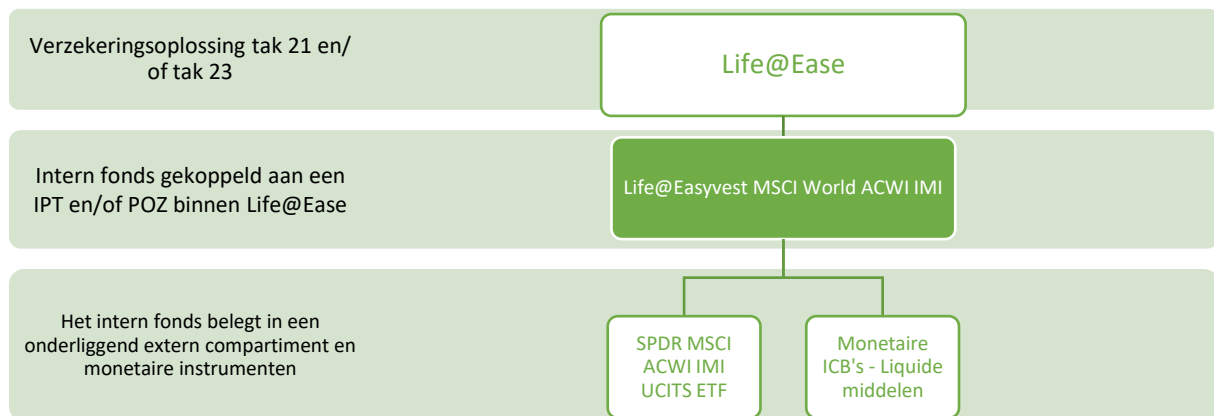 Verzekeringsoplossing tak 21 en/
of tak 23
Life@Ease
Intern fonds gekoppeld aan een
IPT en/of POZ binnen Life@Ease
Life@Easyvest MSCI World ACWI IMI
Het intern fonds belegt in een
onderliggend extern compartiment en
monetaire instrumenten
SPDR MSCI
ACWI IMI
UCITS ETF
Monetaire
ICB's - Liquide
middelen